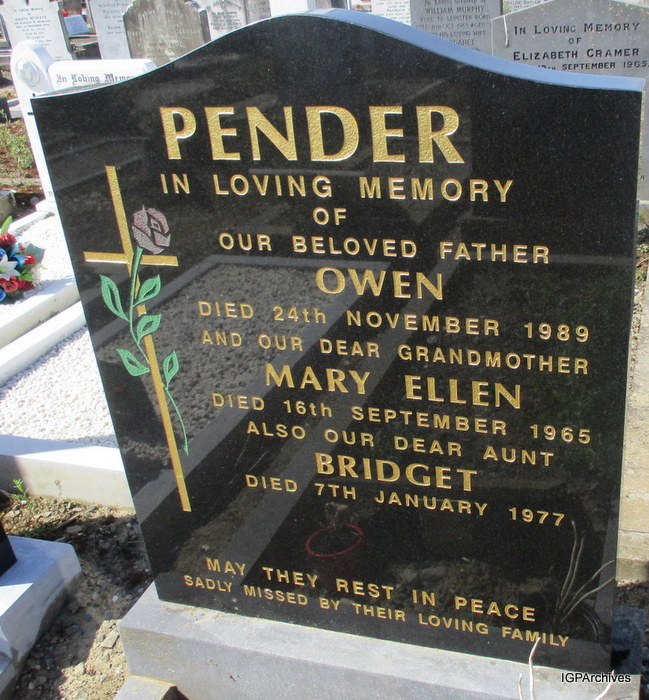 PENDER
IN LOVING MEMORY
OF
OUR BELOVED FATHER
OWEN
DIED 24th NOVEMBER 1989
AND OUR DEAR GRANDMOTHER
MARY ELLEN
DIED 16th SEPTEMBER 1965
ALSO OUR DEAR AUNT
BRIDGET
DIED 7TH JANUARY 1977
MAY THEY REST IN PEACE
SADLY MISSED BY THEIR LOVING FAMILY
In Loving Memory
WILLIAM MURPHY
IN LOVING MEMORY
OF
ELIZABETH CRAMER
SEPTEMBER 1965
IGPArchives